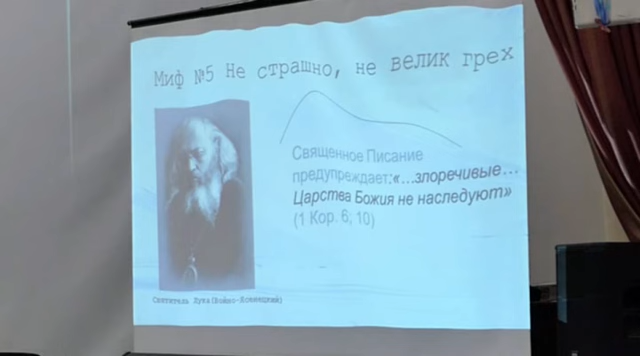 Миф №5 Не страшно, не велик грех
Священное Писание
предупреждает:«...злоречивые...
Царства Божия не наследуют»
(1 Кор. 6; 10)
Святитель Лука(Войно-Ясенецкий)